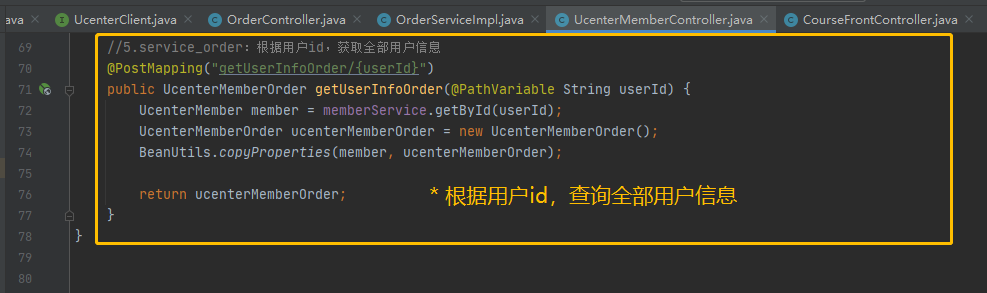 ava
UcenterClient.java
OrderController.java
OrderServiceImpl.java
UcenterMemberController.java
CourseFrontController.java
69 //5.service_order：根据用户id，获取全部用户信息
70 @PostMapping("getUserInfoOrder/{userId}")
71 public UcenterMemberOrder getUserInfoOrder(@PathVariable String userId) {
72 UcenterMember member = memberService.getById(userId);
73 UcenterMemberOrder ucenterMemberOrder = new UcenterMemberOrder();
74 BeanUtils.copyProperties(member, ucenterMemberOrder);
75
76 return ucenterMemberOrder; * 根据用户id，查询全部用户信息
77 }
78 }
79
80